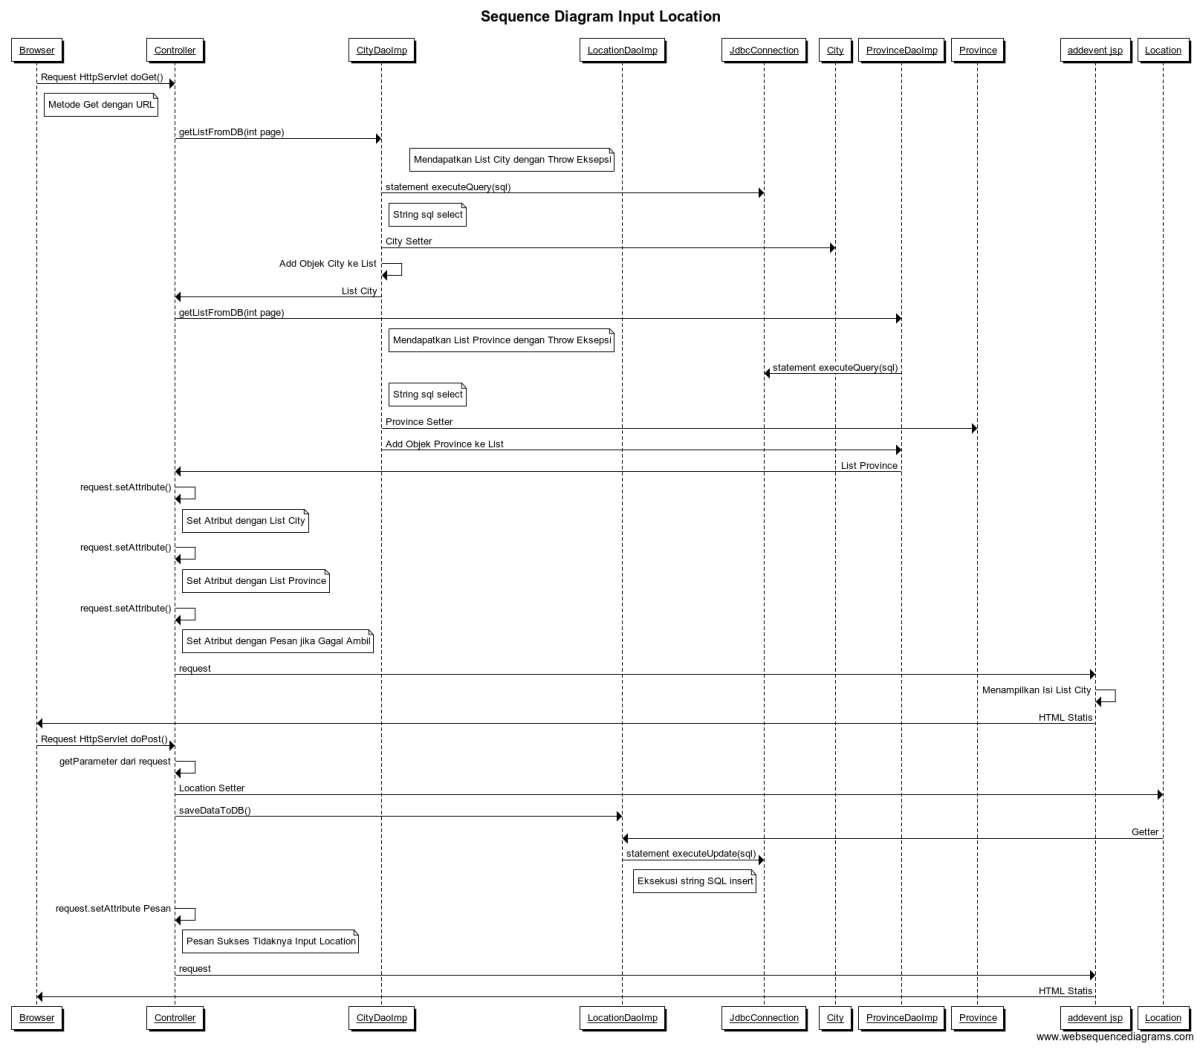 Sequence Diagram Input Location
Browser
Controller
CityDaoImp
LocationDaoImp
JdbcConnection
City
ProvinceDaoImp
Province
addevent jsp
Location
Request HttpServlet doGet()
Metode Get dengan URL
getListFromDB(int page)
Mendapatkan List City dengan Throw Eksepsi
statement executeQuery(sql)
String sql select
City Setter
Add Objek City ke List
List City
getListFromDB(int page)
Mendapatkan List Province dengan Throw Eksepsi
statement executeQuery(sql)
String sql select
Province Setter
Add Objek Province ke List
List Province
request.setAttribute()
Set Atribut dengan List City
request.setAttribute()
Set Atribut dengan List Province
request.setAttribute()
Set Atribut dengan Pesan jika Gagal Ambil
request
Menampilkan Isi List City
HTML Statis
Request HttpServlet doPost()
getParameter dari request
Location Setter
saveDataToDB()
Getter
statement executeUpdate(sql)
Eksekusi string SQL insert
request.setAttribute Pesan
Pesan Sukses Tidaknya Input Location
request
HTML Statis
Browser
Controller
CityDaoImp
LocationDaoImp
JdbcConnection
City
ProvinceDaoImp
Province
addevent jsp
Location
www.websequencediagrams.com